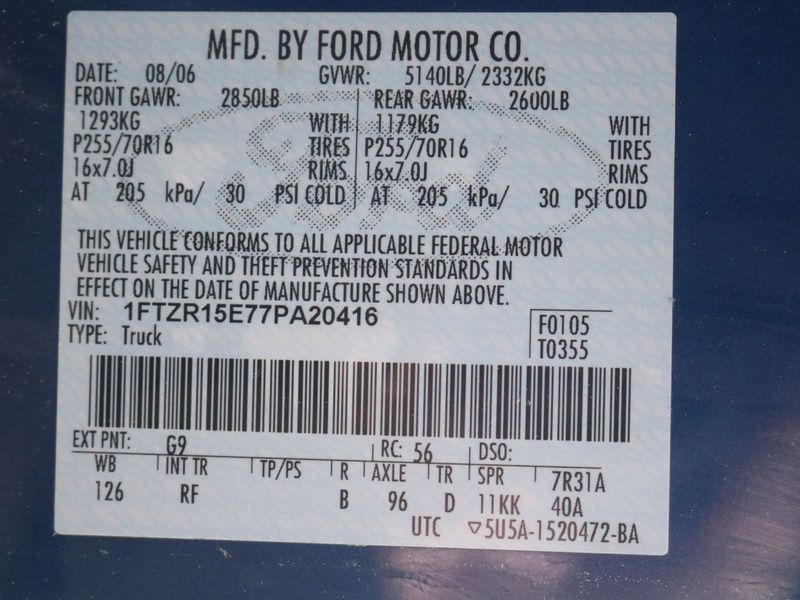 MFD. BY FORD MOTOR CO.
DATE: 08/06 GVWR: 5140LB/ 2332KG
FRONT GAWR: 2850LB REAR GAWR: 2600LB
1293KG WITH 1179KG WITH
P255/70R16 TIRES P255/70R16 TIRES
16x7.0J RIMS 16x7.0J RIMS
AT 205 kPa/ 30 PSI COLD AT 205 kPa/ 30 PSI COLD
Ford
THIS VEHICLE CONFORMS TO ALL APPLICABLE FEDERAL MOTOR
VEHICLE SAFETY AND THEFT PREVENTION STANDARDS IN
EFFECT ON THE DATE OF MANUFACTURE SHOWN ABOVE.
VIN: 1FTZR15E77PA20416 F0105
TYPE: Truck T0355
EXT PNT: G9 RC: 56 DSO:
WB INT TR TP/PS R AXLE TR SPR 7R31A
126 RF B 96 D 11KK 40A
UTC ▽5U5A-1520472-BA